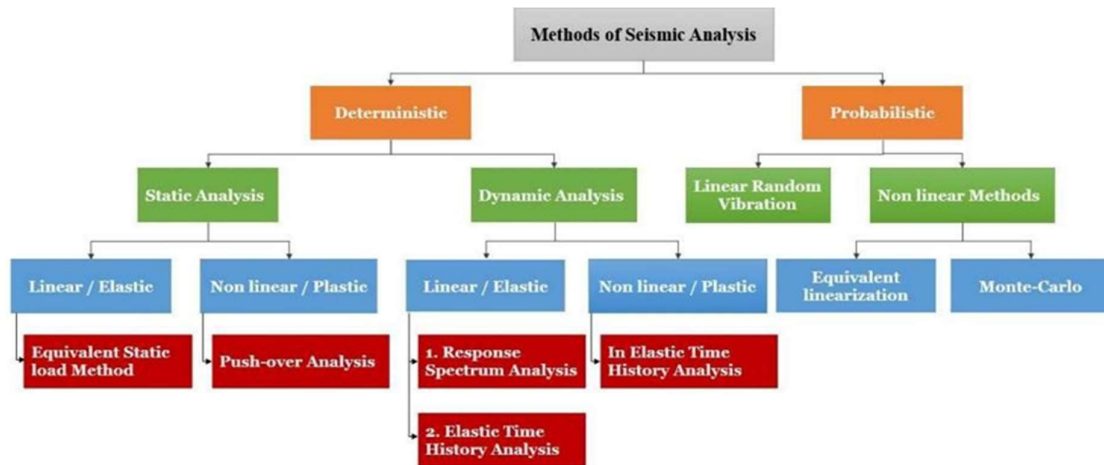 Methods of Seismic Analysis
Deterministic
Probabilistic
Static Analysis
Dynamic Analysis
Linear Random
Vibration
Non linear Methods
Linear / Elastic
Non linear / Plastic
Linear / Elastic
Non linear / Plastic
Equivalent
linearization
Monte-Carlo
Equivalent Static
load Method
Push-over Analysis
1. Response
Spectrum Analysis
In Elastic Time
History Analysis
2. Elastic Time
History Analysis